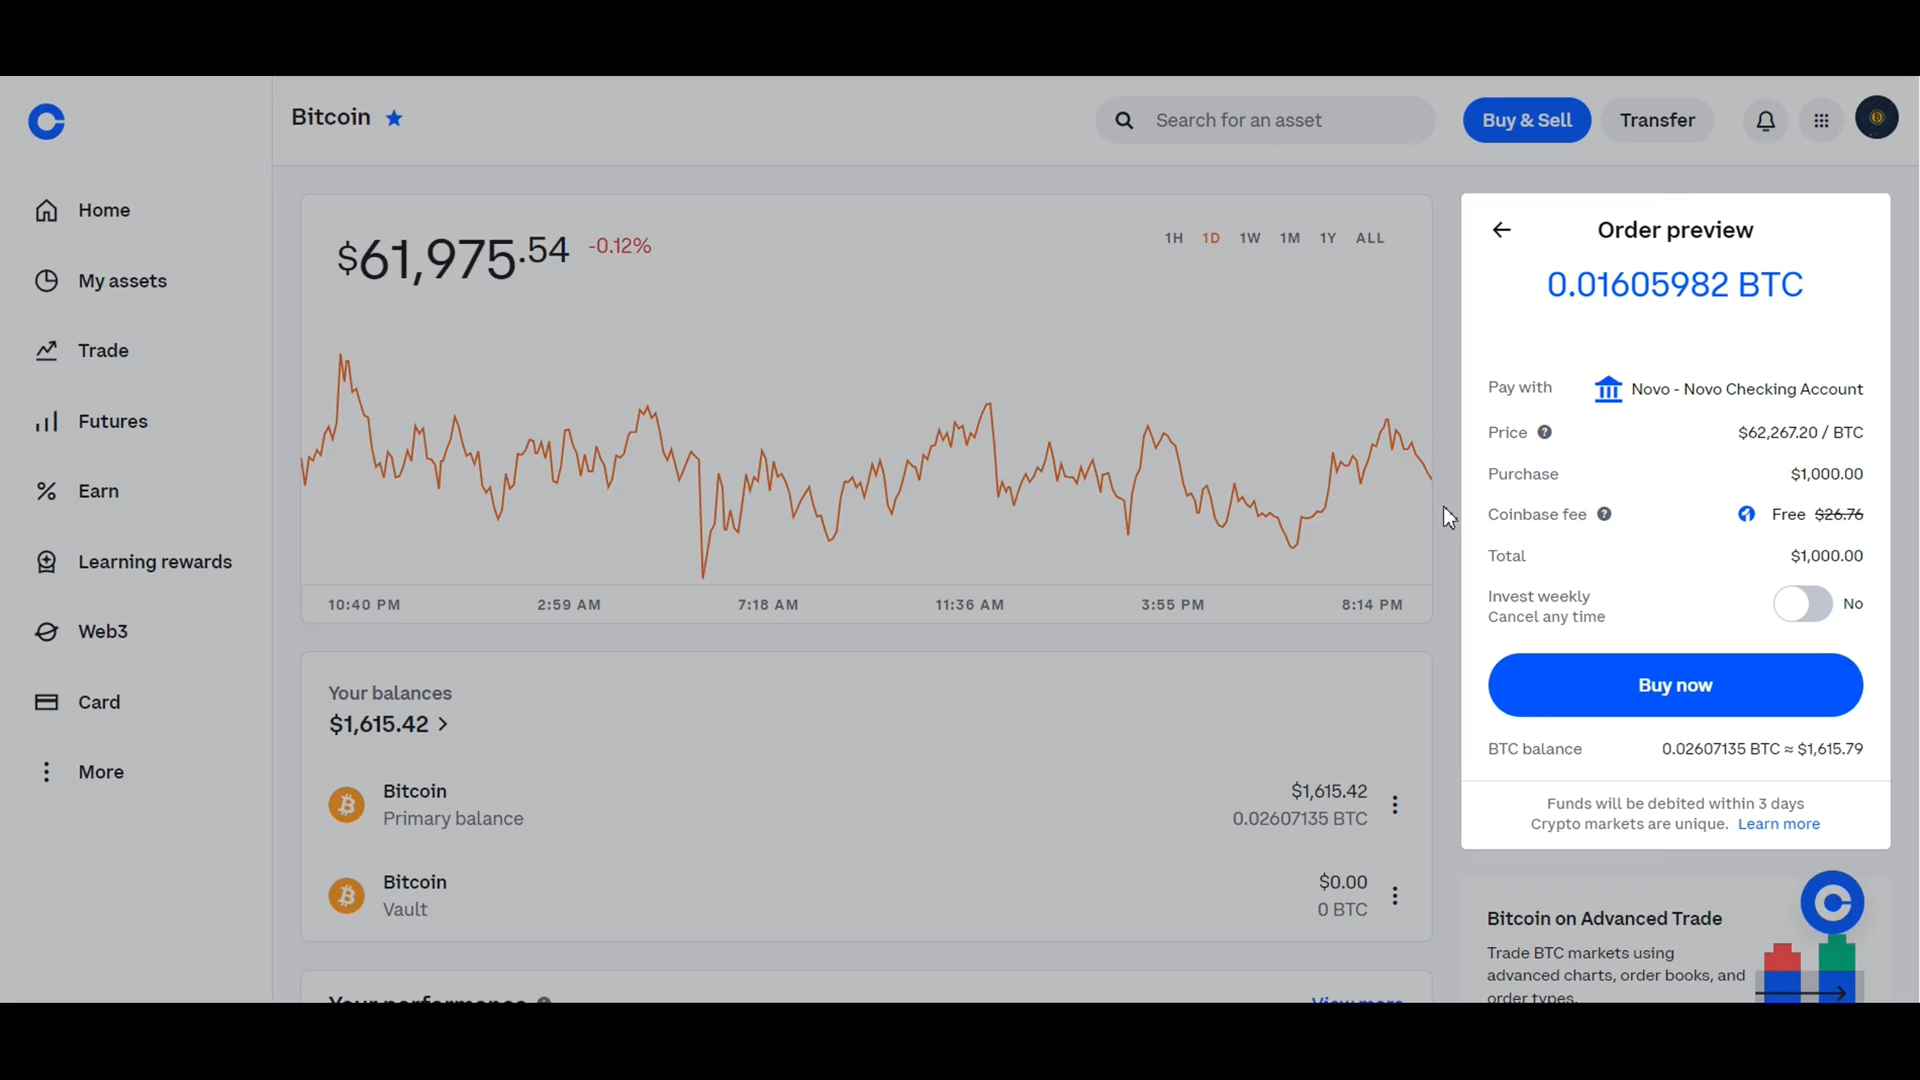 Bitcoin
Search for an asset
Buy & Sell
Transfer
Home
My assets
Trade
Futures
Earn
Learning rewards
Web3
Card
More
$61,975.54 -0.12%
1H 1D 1W 1M 1Y ALL
10:40 PM 2:59 AM 7:18 AM 11:36 AM 3:55 PM 8:14 PM
Your balances
$1,615.42
Bitcoin $1,615.42
Primary balance 0.02607135 BTC
Bitcoin $0.00
Vault 0 BTC
Your performance View more
Order preview
0.01605982 BTC
Pay with Novo - Novo Checking Account
Price $62,267.20 / BTC
Purchase $1,000.00
Coinbase fee Free $26.76
Total $1,000.00
Invest weekly
Cancel any time No
Buy now
BTC balance 0.02607135 BTC ≈ $1,615.79
Funds will be debited within 3 days
Crypto markets are unique. Learn more
Bitcoin on Advanced Trade
Trade BTC markets using
advanced charts, order books, and
order types.